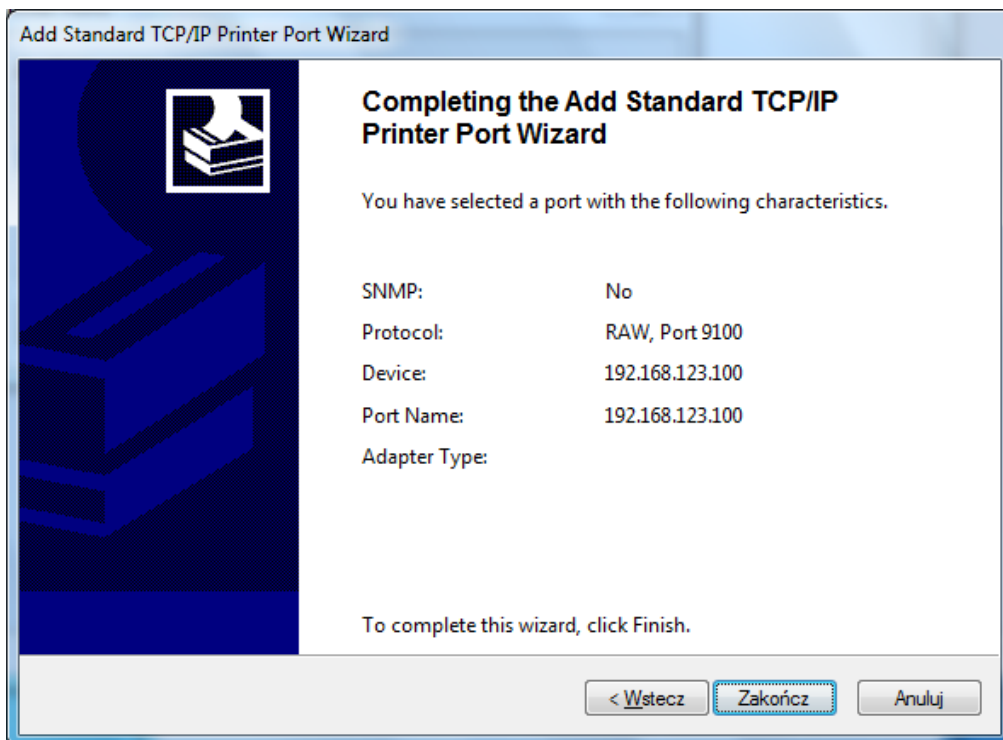 Add Standard TCP/IP Printer Port Wizard
Completing the Add Standard TCP/IP
Printer Port Wizard
You have selected a port with the following characteristics.
SNMP: No
Protocol: RAW, Port 9100
Device: 192.168.123.100
Port Name: 192.168.123.100
Adapter Type:
To complete this wizard, click Finish.
< Wstecz Zakończ Anuluj